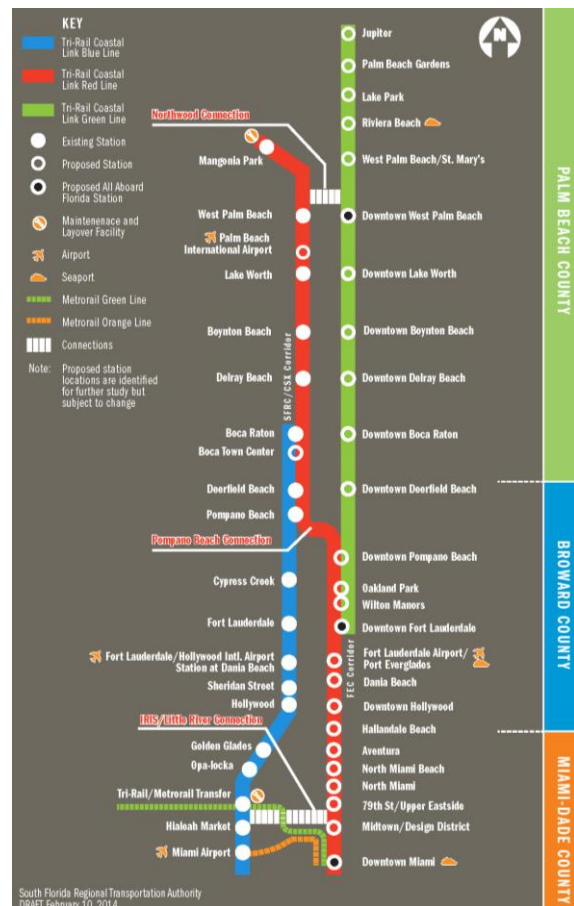 KEY
Tri-Rail Coastal
Link Blue Line
Tri-Rail Coastal
Link Red Line
Tri-Rail Coastal
Link Green Line
Existing Station
Proposed Station
Proposed All Aboard
Florida Station
Maintenenace and
Layover Facility
Airport
Seaport
Metrorail Green Line
Metrorail Orange Line
Connections
Note: Proposed station
locations are identified
for further study but
subject to change
N
Northwood Connection
Mangonia Park
West Palm Beach
Palm Beach
International Airport
Lake Worth
Boynton Beach
Delray Beach
SFRC/CSX Corridor
Boca Raton
Boca Town Center
Deerfield Beach
Pompano Beach
Pompano Beach Connection
Cypress Creek
Fort Lauderdale
Fort Lauderdale/Hollywood Intl. Airport
Station at Dania Beach
Sheridan Street
Hollywood
IRIS/Little River Connection
Golden Glades
Opa-locka
Tri-Rail/Metrorail Transfer
Hialeah Market
Miami Airport
Jupiter
Palm Beach Gardens
Lake Park
Riviera Beach
West Palm Beach/St. Mary's
Downtown West Palm Beach
Downtown Lake Worth
Downtown Boynton Beach
Downtown Delray Beach
Downtown Boca Raton
Downtown Deerfield Beach
Downtown Pompano Beach
Oakland Park
Wilton Manors
Downtown Fort Lauderdale
FEC Corridor
Fort Lauderdale Airport/
Port Everglades
Dania Beach
Downtown Hollywood
Hallandale Beach
Aventura
North Miami Beach
North Miami
79th St/Upper Eastside
Midtown/Design District
Downtown Miami
PALM BEACH COUNTY
BROWARD COUNTY
MIAMI-DADE COUNTY
South Florida Regional Transportation Authority
DRAFT February 10, 2014